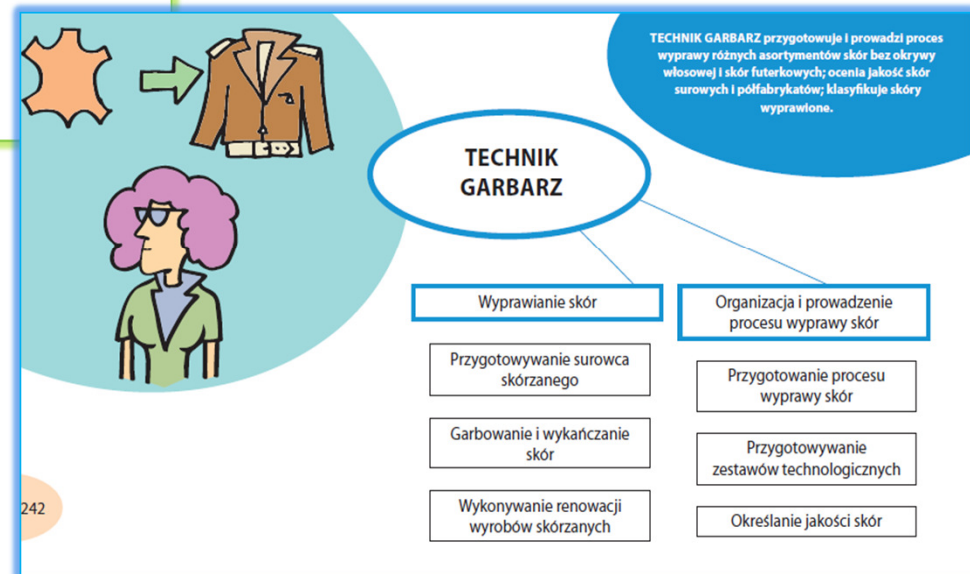 TECHNIK GARBARZ przygotowuje i prowadzi proces
wyprawy różnych asortymentów skór bez okrywy
włosowej i skór futerkowych; ocenia jakość skór
surowych i półfabrykatów; klasyfikuje skóry
wyprawione.
TECHNIK
GARBARZ
Wyprawianie skór
Przygotowywanie surowca
skórzanego
Garbowanie i wykańczanie
skór
Wykonywanie renowacji
wyrobów skórzanych
Organizacja i prowadzenie
procesu wyprawy skór
Przygotowanie procesu
wyprawy skór
Przygotowywanie
zestawów technologicznych
Określanie jakości skór
242